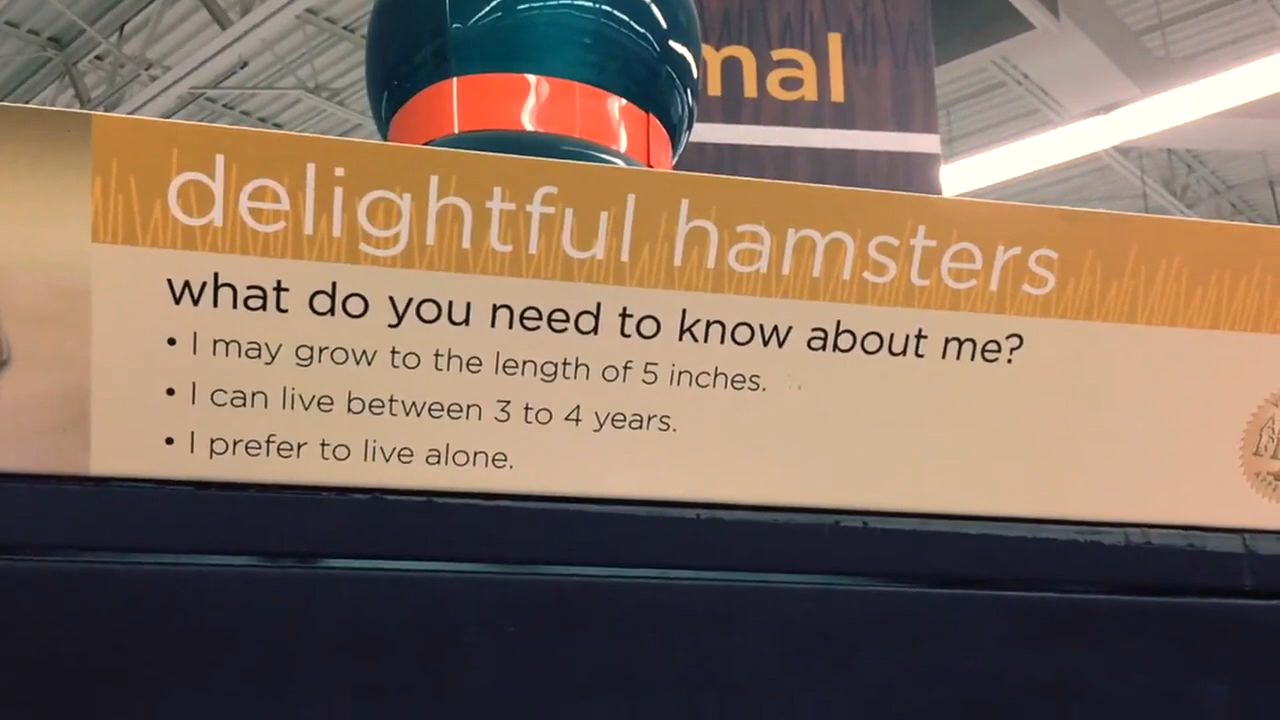 mal
delightful hamsters
what do you need to know about me?
• I may grow to the length of 5 inches.
• I can live between 3 to 4 years.
• I prefer to live alone.